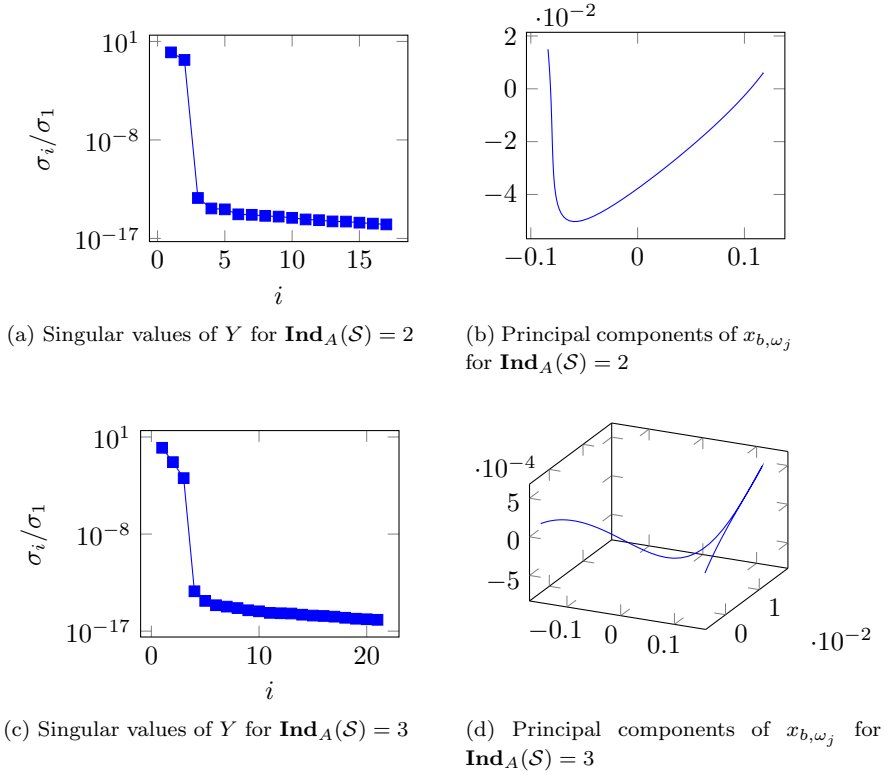 10^1
10^{-8}
10^{-17}
σ_i/σ_1
0 5 10 15
i
(a) Singular values of Y for Ind_A(𝒮) = 2
·10^{-2}
2
0
−2
−4
−0.1 0 0.1
(b) Principal components of x_{b,ω_j}
for Ind_A(𝒮) = 2
10^1
10^{-8}
10^{-17}
σ_i/σ_1
0 10 20
i
(c) Singular values of Y for Ind_A(𝒮) = 3
·10^{-4}
5
0
−5
−0.1 0 0.1
0 1
·10^{-2}
(d) Principal components of x_{b,ω_j} for
Ind_A(𝒮) = 3